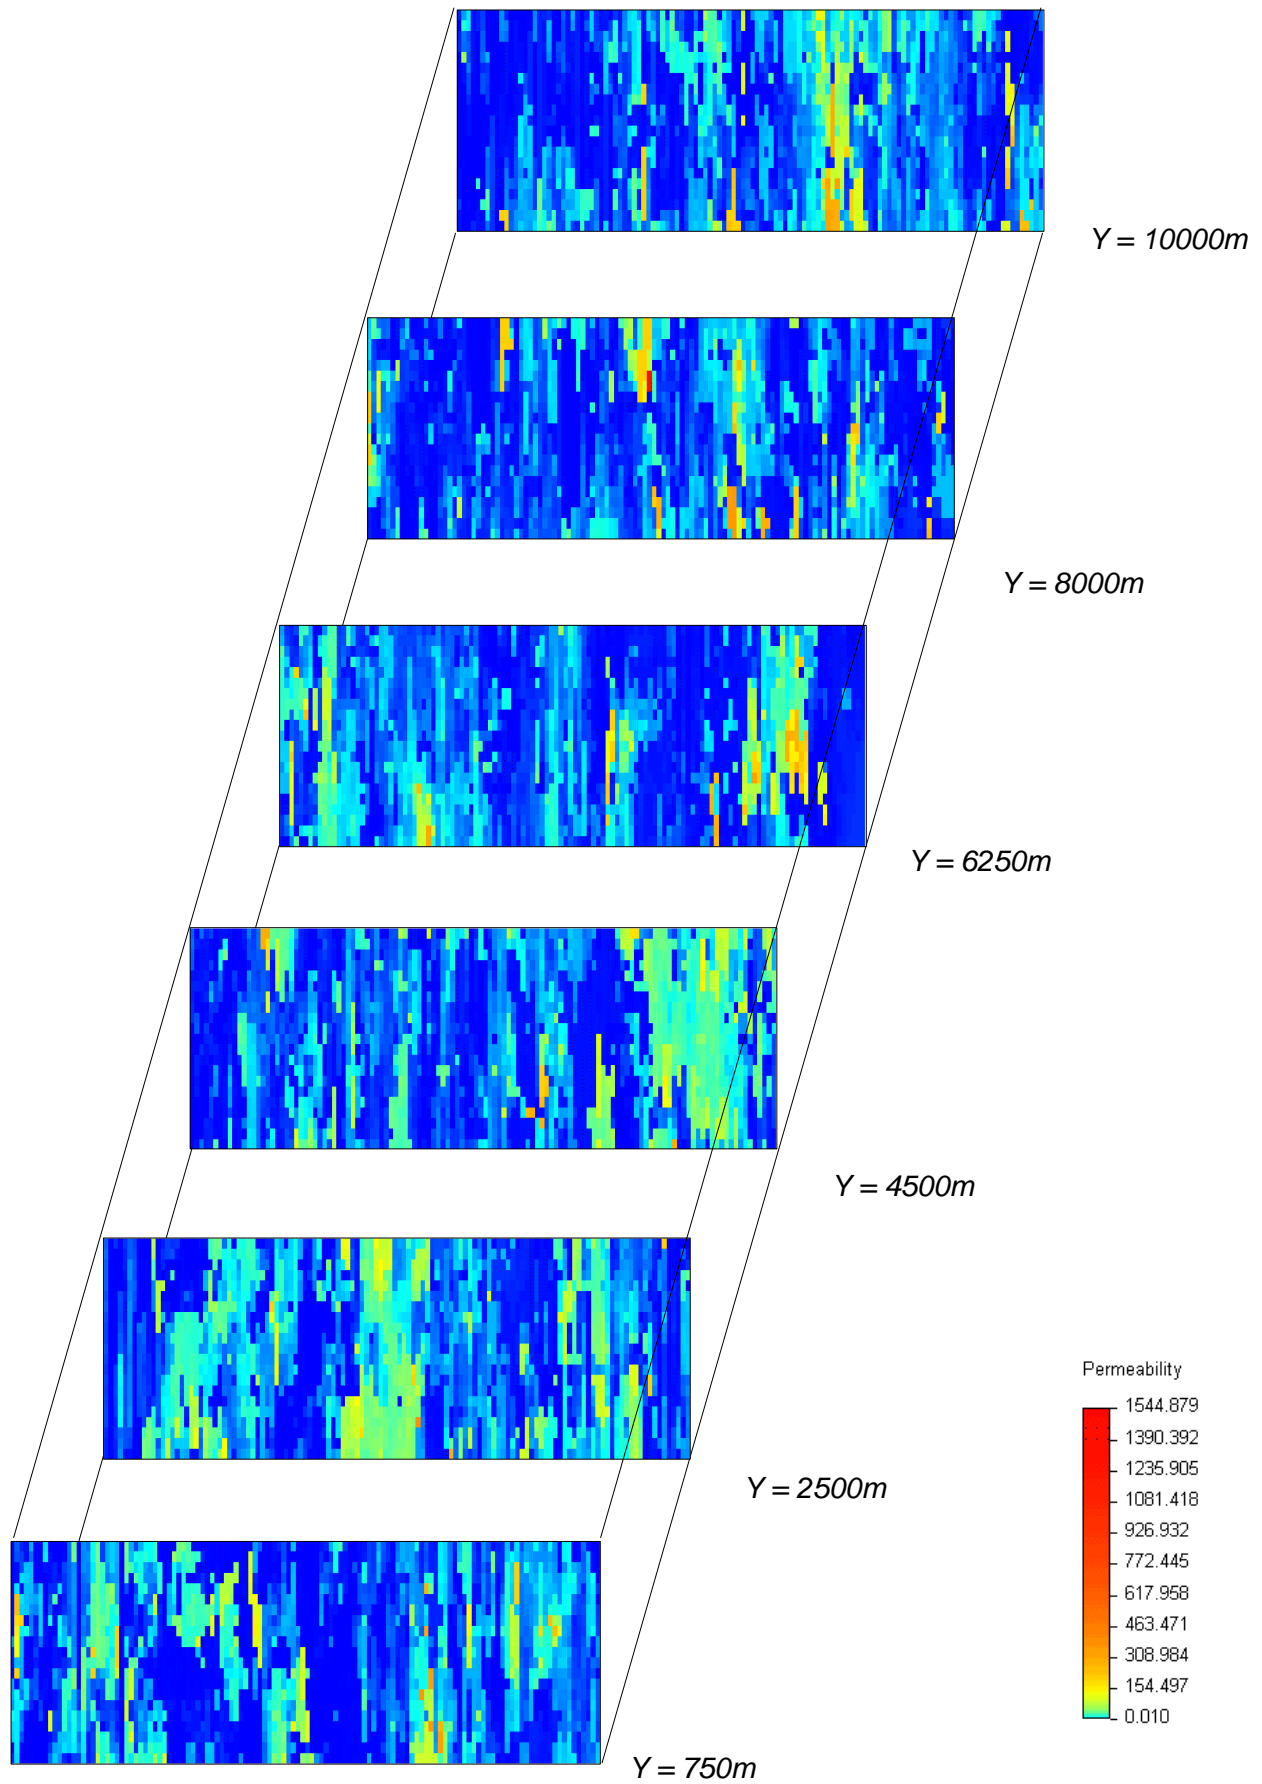 Y = 10000m
Y = 8000m
Y = 6250m
Y = 4500m
Y = 2500m
Permeability
1544.879
1390.392
1235.905
1081.418
926.932
772.445
617.958
463.471
308.984
154.497
0.010
Y = 750m